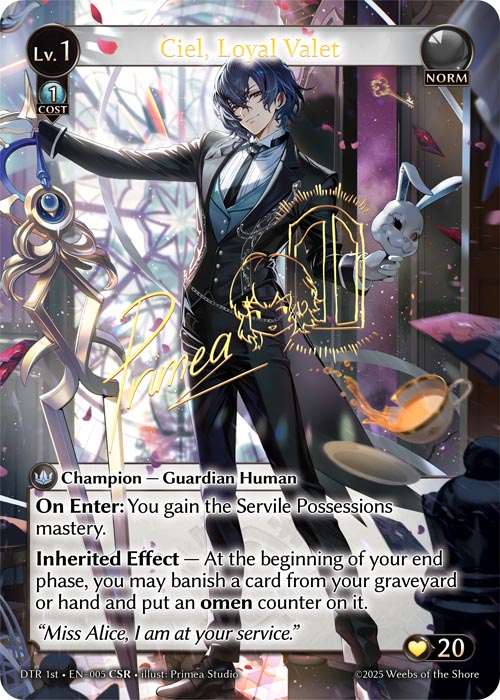 Lv. 1
Ciel, Loyal Valet
NORM
1
COST
Primea
Champion — Guardian Human
On Enter: You gain the Servile Possessions
mastery.
Inherited Effect — At the beginning of your end
phase, you may banish a card from your graveyard
or hand and put an omen counter on it.
“Miss Alice, I am at your service.”
20
DTR 1st • EN-005 CSR • illust: Primea Studio
©2025 Weebs of the Shore